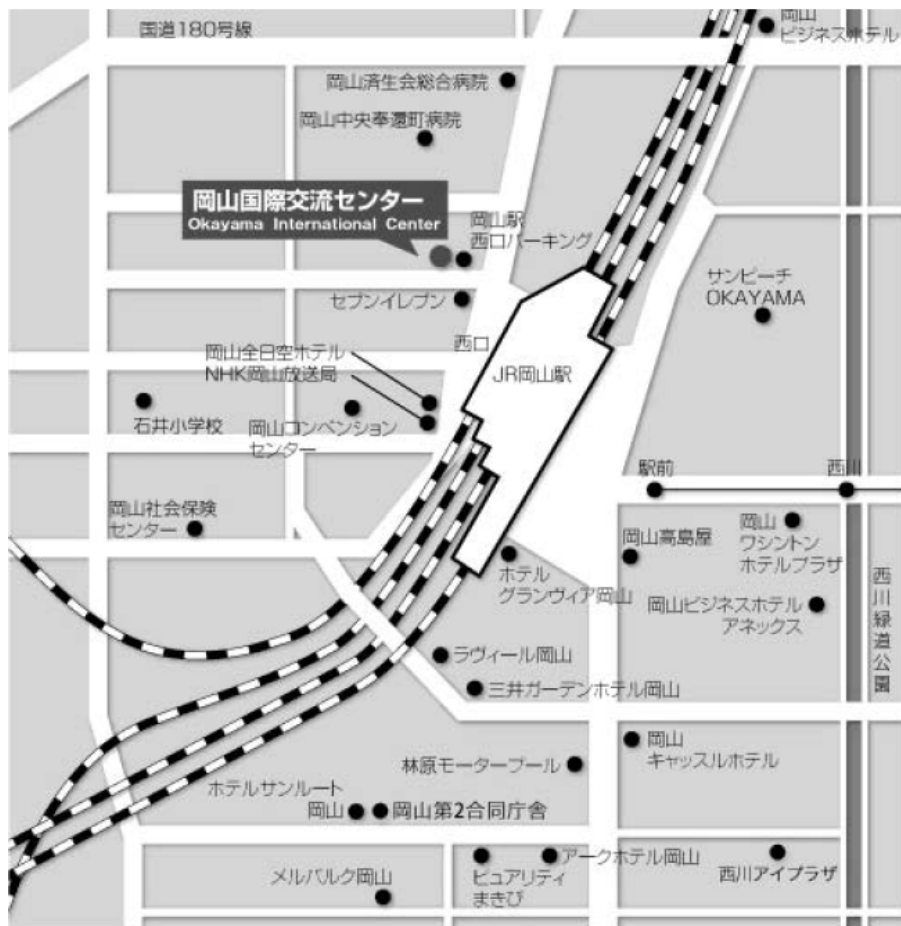 国道180号線
岡山
ビジネスホテル
岡山済生会総合病院
岡山中央奉還町病院
岡山国際交流センター
Okayama International Center
岡山駅
西口パーキング
サンピーチ
OKAYAMA
セブンイレブン
西口
岡山全日空ホテル
NHK岡山放送局
JR岡山駅
石井小学校
岡山コンベンション
センター
駅前
西川
岡山社会保険
センター
岡山高島屋
岡山
ワシントン
ホテルプラザ
ホテル
グランヴィア岡山
岡山ビジネスホテル
アネックス
西川緑道公園
ラヴィール岡山
三井ガーデンホテル岡山
岡山
キャッスルホテル
林原モータープール
ホテルサンルート
岡山
岡山第2合同庁舎
アークホテル岡山
ピュアリティ
まきび
西川アイプラザ
メルパルク岡山